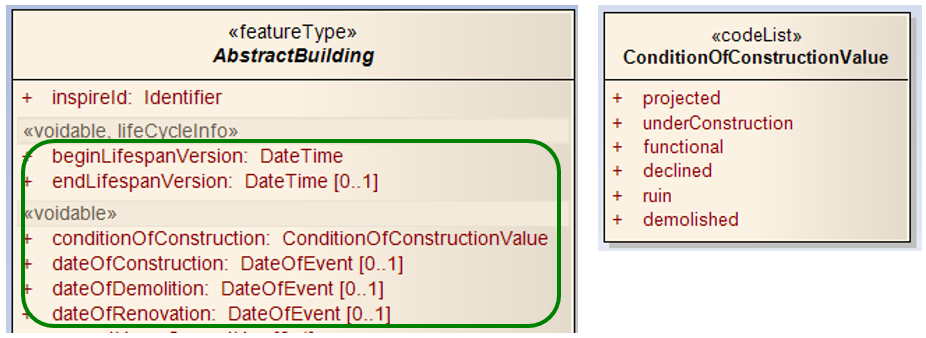 «featureType»
AbstractBuilding
+ inspireId: Identifier
«voidable, lifeCycleInfo»
+ beginLifespanVersion: DateTime
+ endLifespanVersion: DateTime [0..1]
«voidable»
+ conditionOfConstruction: ConditionOfConstructionValue
+ dateOfConstruction: DateOfEvent [0..1]
+ dateOfDemolition: DateOfEvent [0..1]
+ dateOfRenovation: DateOfEvent [0..1]
«codeList»
ConditionOfConstructionValue
+ projected
+ underConstruction
+ functional
+ declined
+ ruin
+ demolished